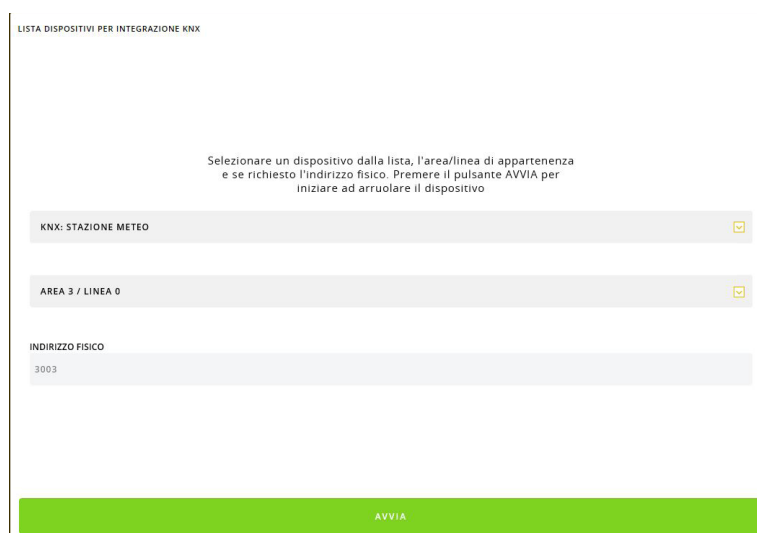 LISTA DISPOSITIVI PER INTEGRAZIONE KNX
Selezionare un dispositivo dalla lista, l'area/linea di appartenenza
e se richiesto l'indirizzo fisico. Premere il pulsante AVVIA per
iniziare ad arruolare il dispositivo
KNX: STAZIONE METEO
AREA 3 / LINEA 0
INDIRIZZO FISICO
3003
AVVIA